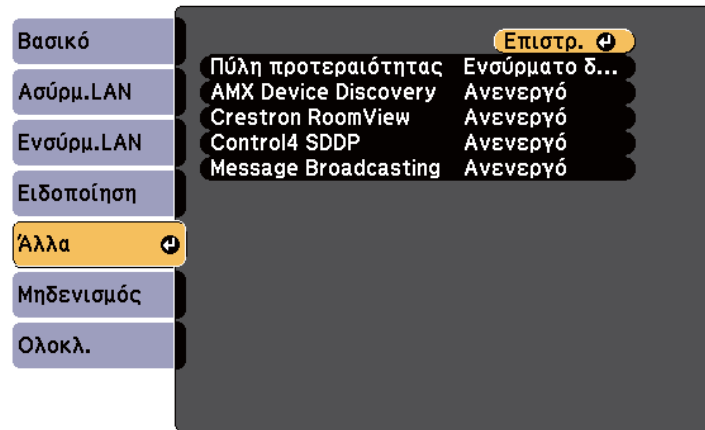 Βασικό
Ασύρμ.LAN
Ενσύρμ.LAN
Ειδοποίηση
Άλλα
Μηδενισμός
Ολοκλ.
Επιστρ.
Πύλη προτεραιότητας Ενσύρματο δ...
AMX Device Discovery Ανενεργό
Crestron RoomView Ανενεργό
Control4 SDDP Ανενεργό
Message Broadcasting Ανενεργό